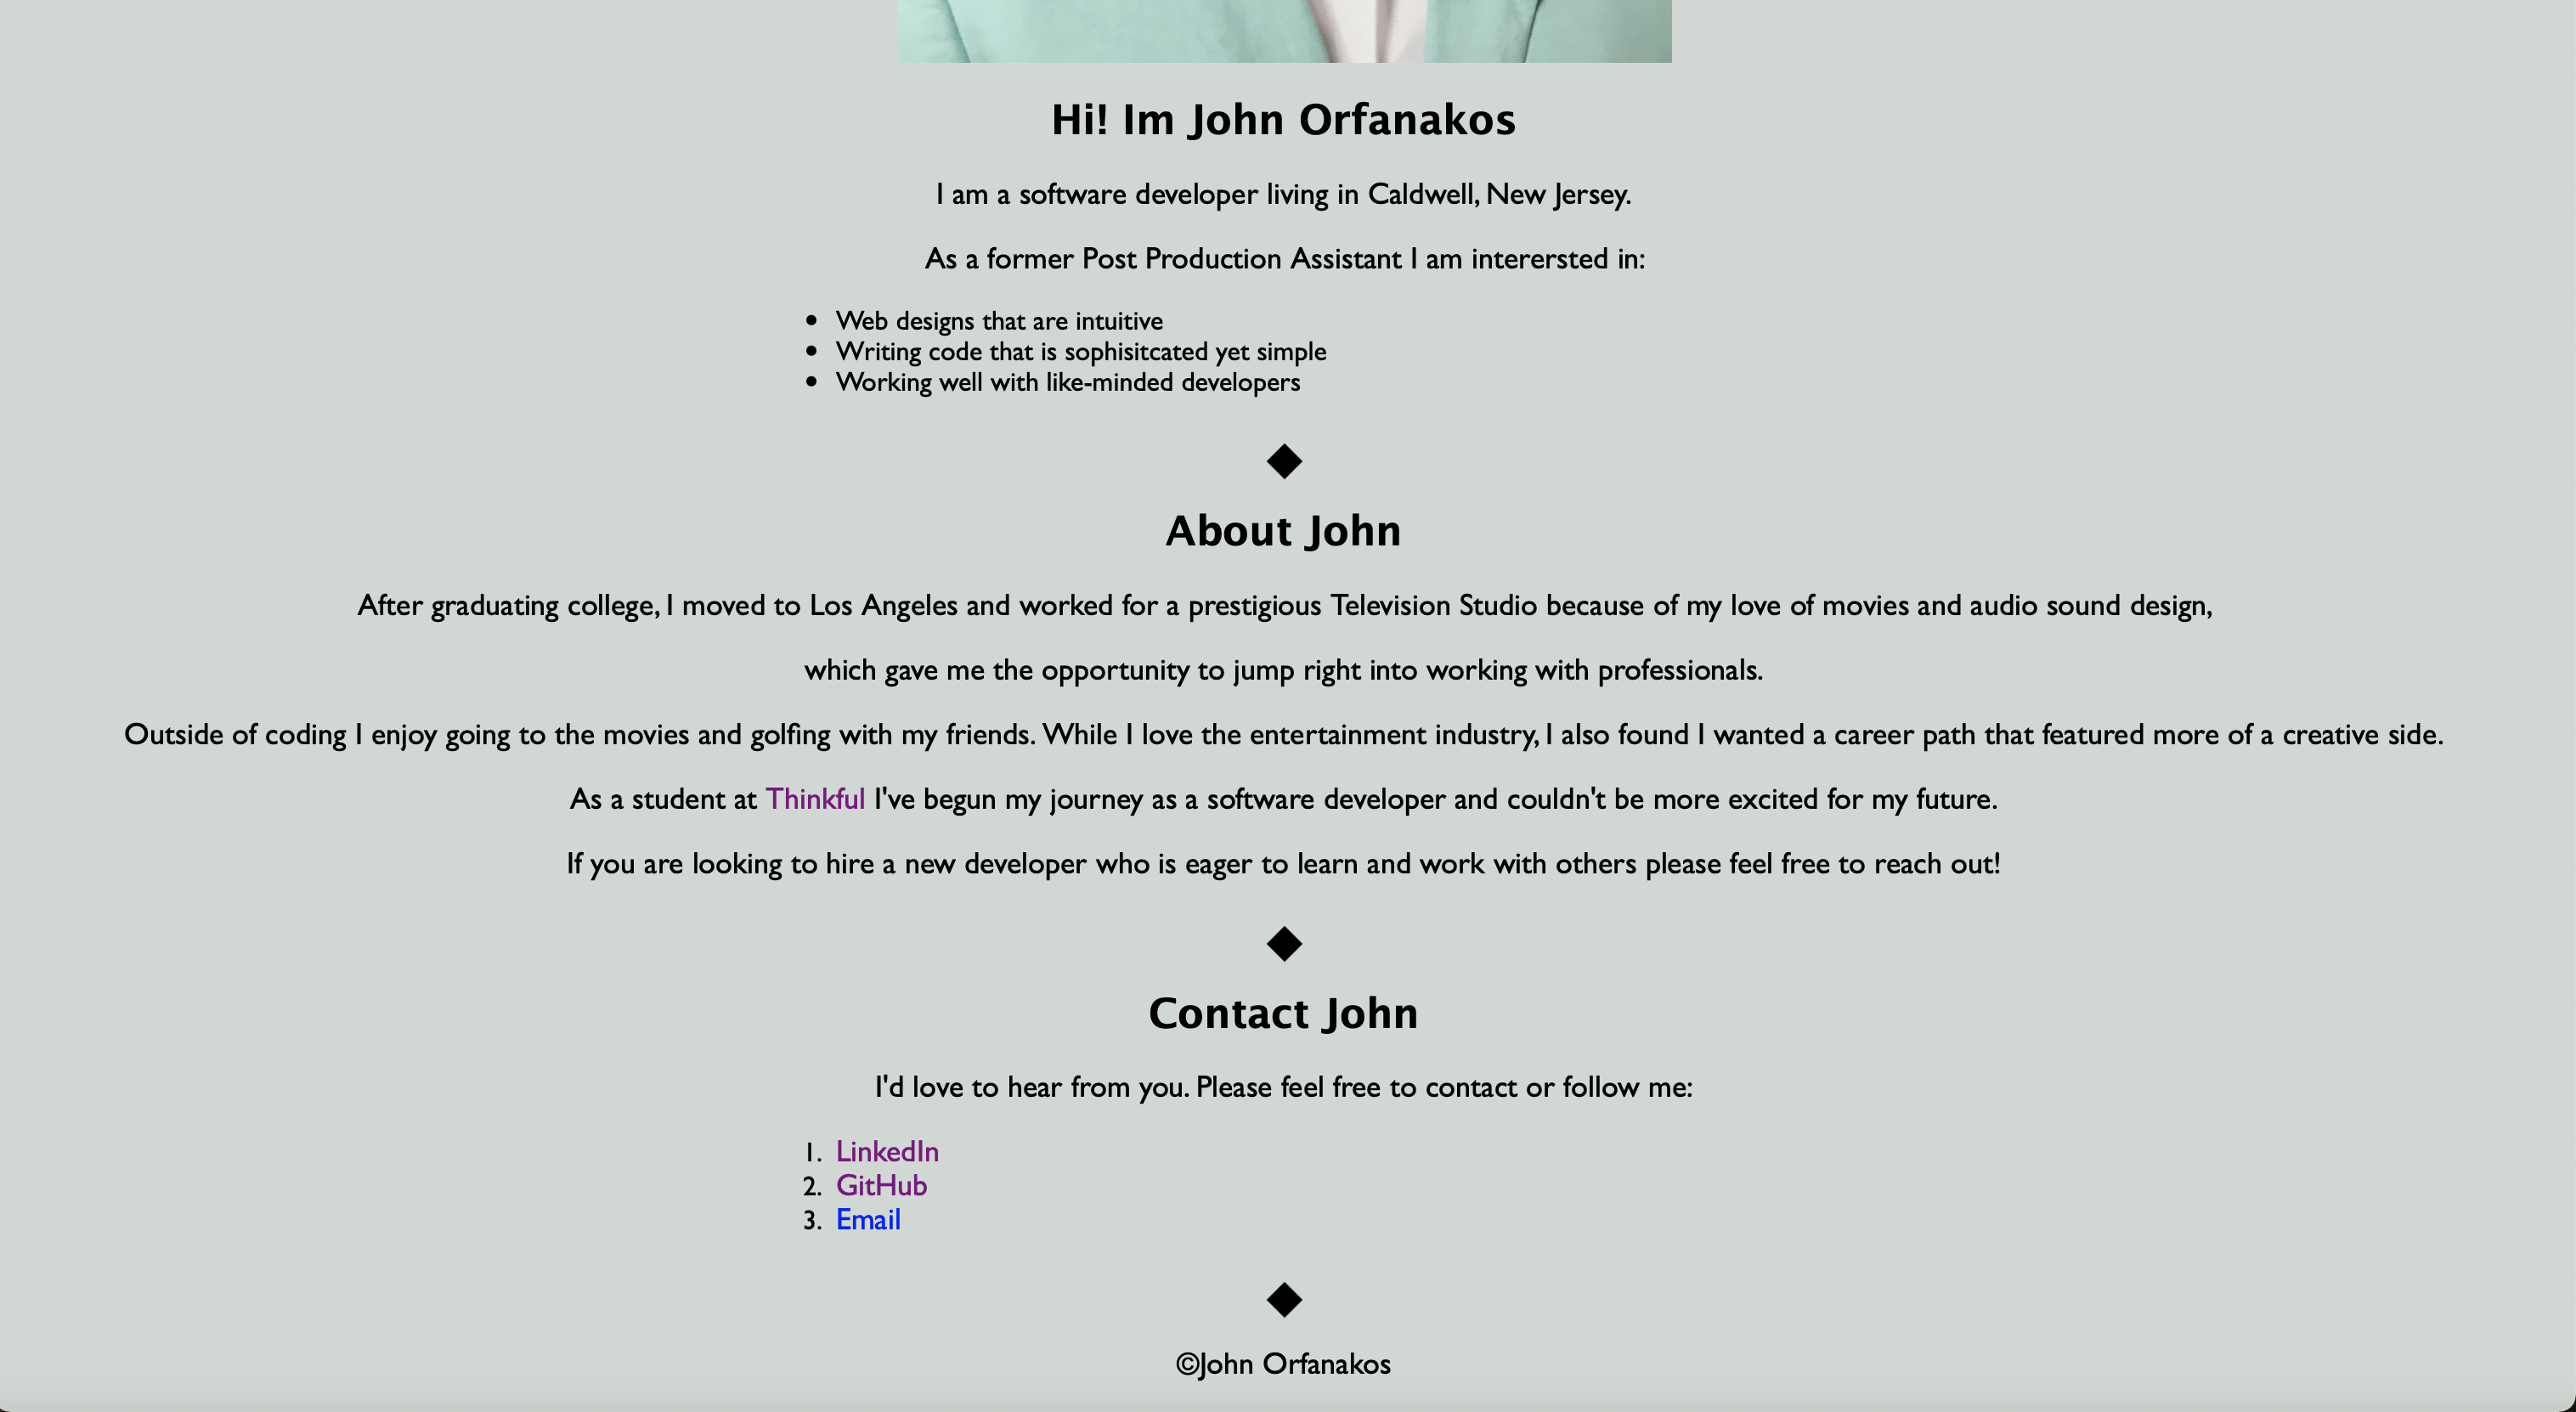 Hi! Im John Orfanakos
I am a software developer living in Caldwell, New Jersey.
As a former Post Production Assistant I am interersted in:
• Web designs that are intuitive
• Writing code that is sophisitcated yet simple
• Working well with like-minded developers
About John
After graduating college, I moved to Los Angeles and worked for a prestigious Television Studio because of my love of movies and audio sound design,
which gave me the opportunity to jump right into working with professionals.
Outside of coding I enjoy going to the movies and golfing with my friends. While I love the entertainment industry, I also found I wanted a career path that featured more of a creative side.
As a student at Thinkful I've begun my journey as a software developer and couldn't be more excited for my future.
If you are looking to hire a new developer who is eager to learn and work with others please feel free to reach out!
Contact John
I'd love to hear from you. Please feel free to contact or follow me:
1. LinkedIn
2. GitHub
3. Email
©John Orfanakos